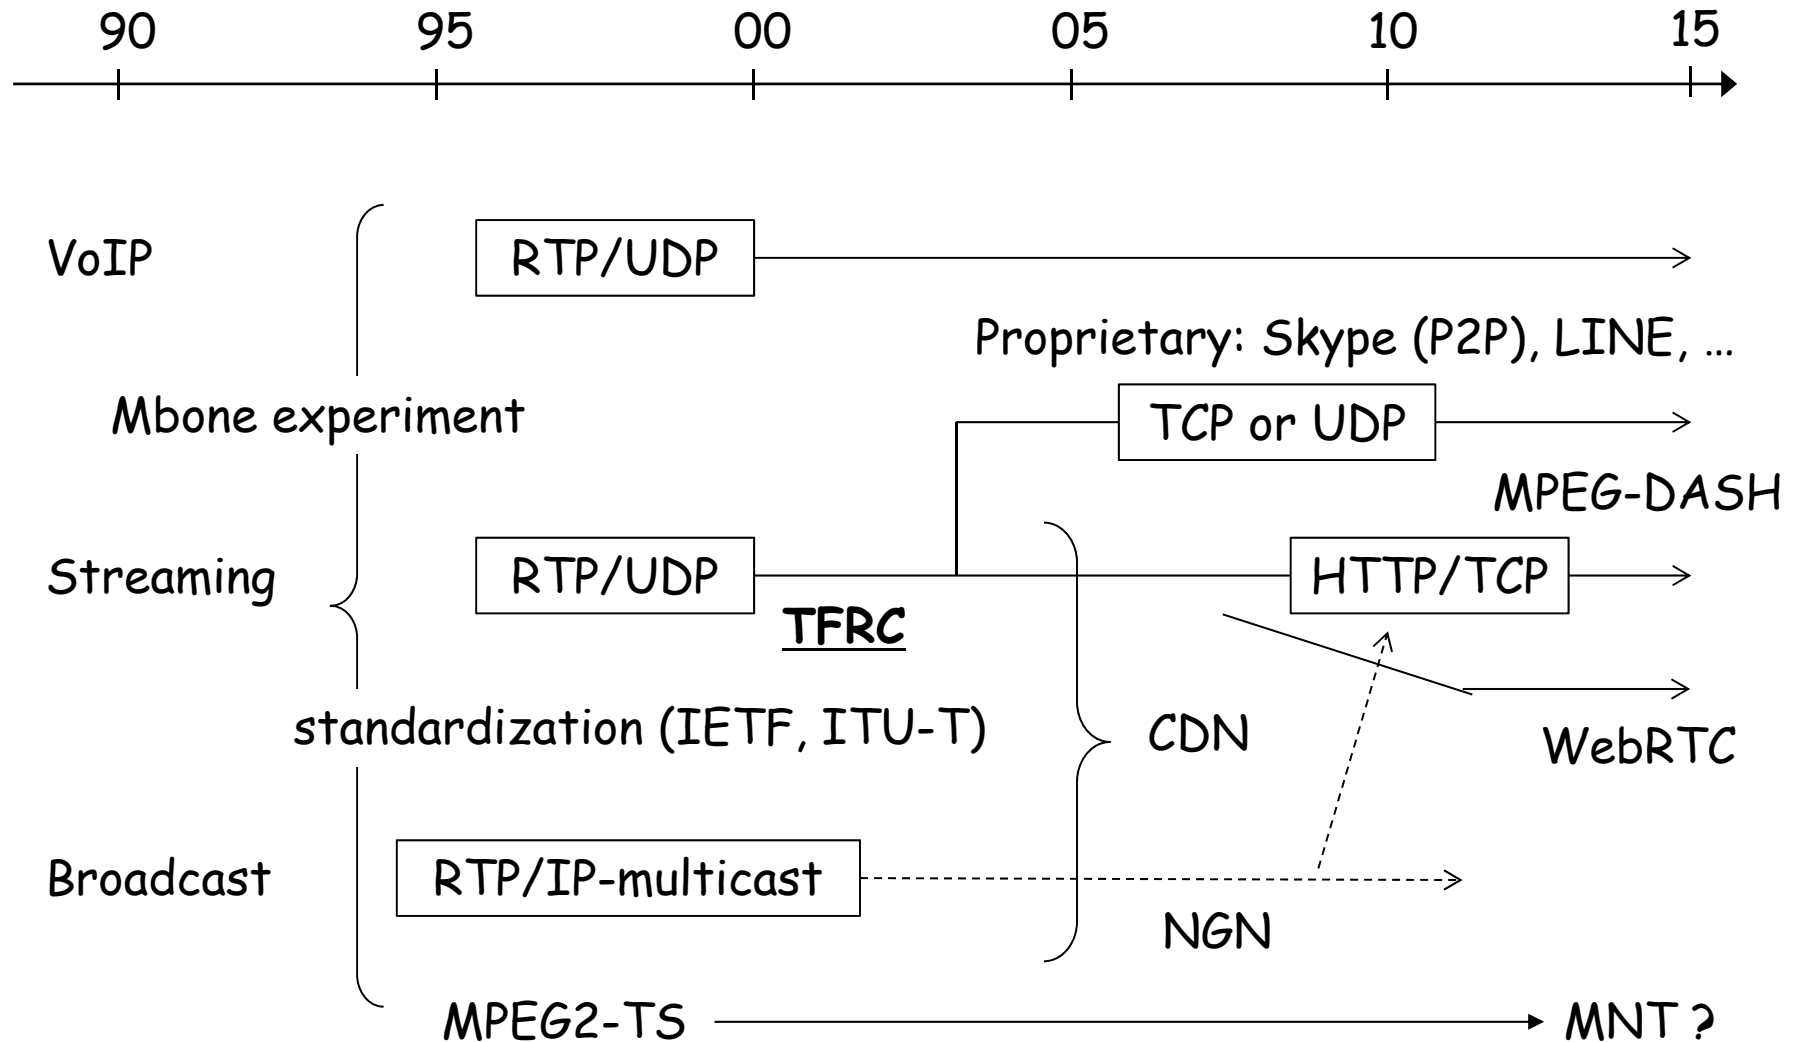 90 95 00 05 10 15
VoIP RTP/UDP
Proprietary: Skype (P2P), LINE, ...
Mbone experiment TCP or UDP
MPEG-DASH
Streaming RTP/UDP HTTP/TCP
TFRC
standardization (IETF, ITU-T) CDN WebRTC
Broadcast RTP/IP-multicast
NGN
MPEG2-TS MNT ?